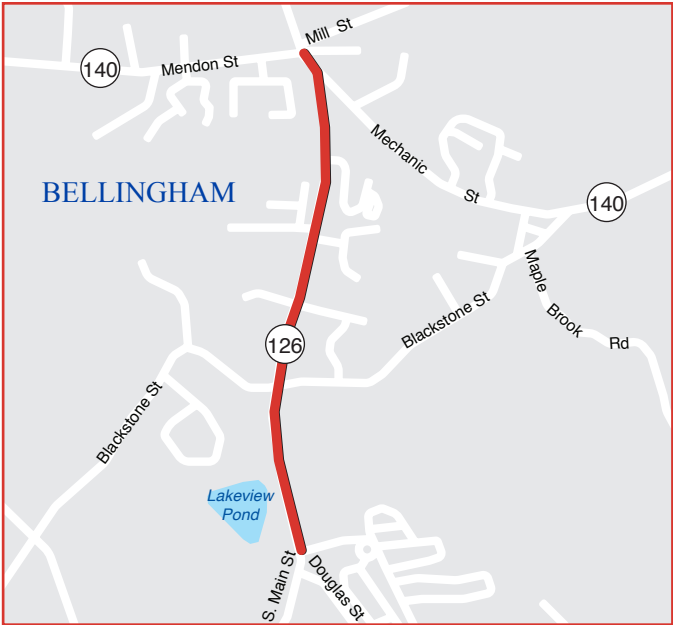 Mill St
140
Mendon St
Mechanic
St
BELLINGHAM
140
Maple
Brook
Rd
Blackstone St
126
Blackstone St
Lakeview
Pond
S. Main St
Douglas St